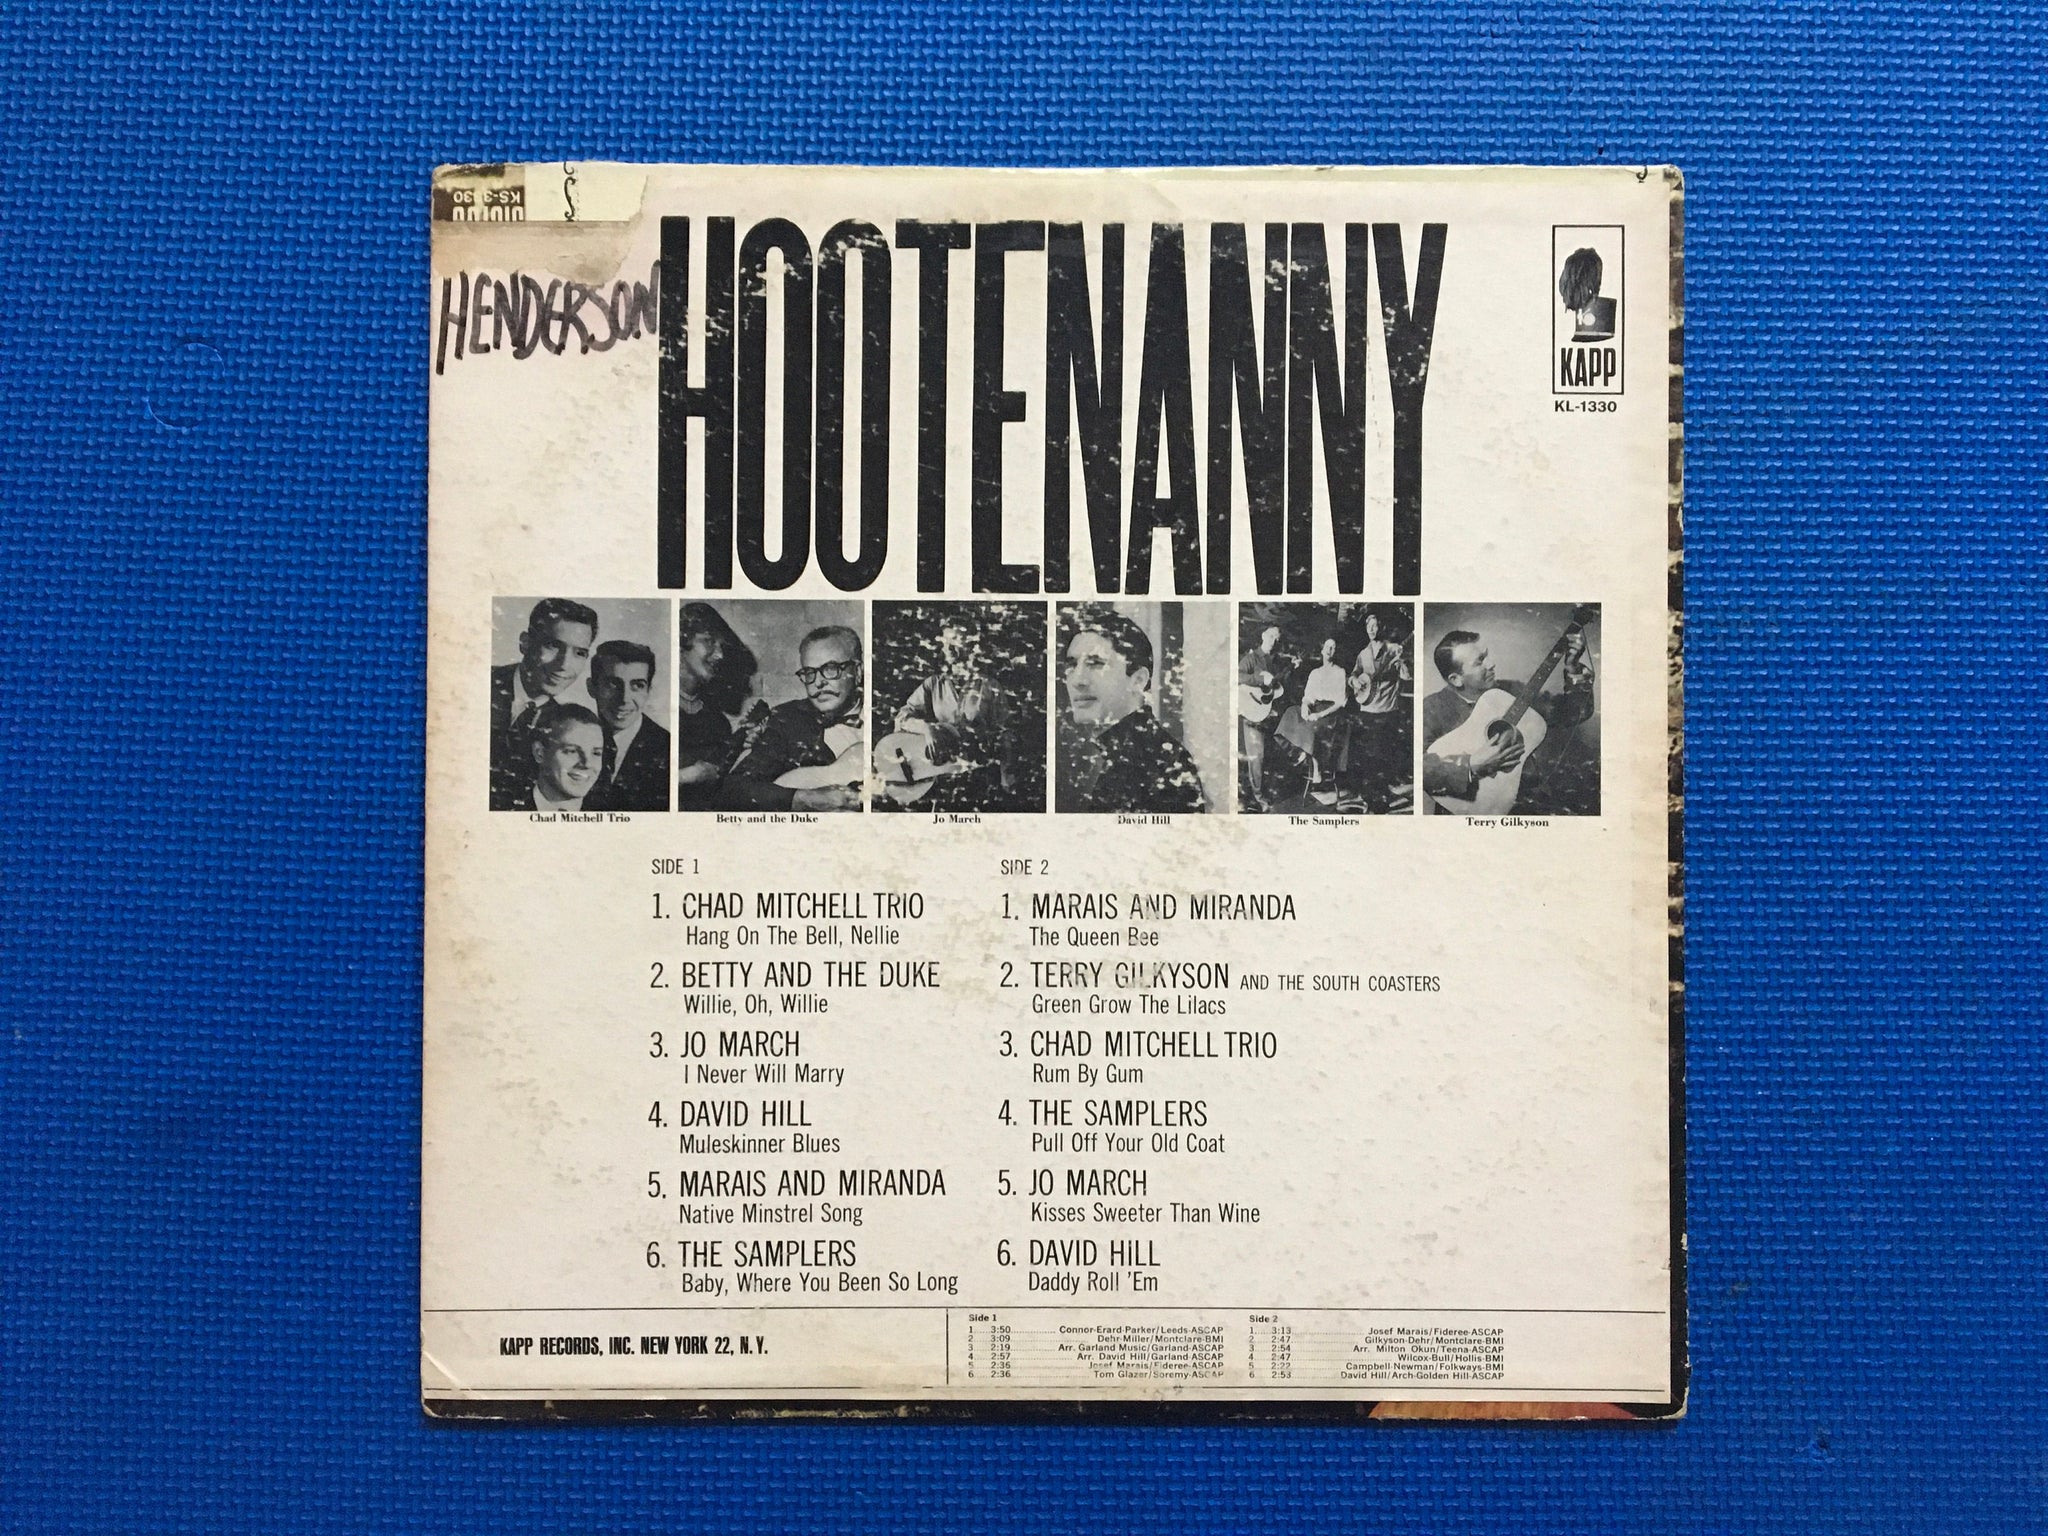 KS-3330
HENDERSON
HOOTENANNY
KAPP
KL-1330
Chad Mitchell Trio
Betty and the Duke
Jo March
David Hill
The Samplers
Terry Gilkyson
SIDE 1
1. CHAD MITCHELL TRIO
Hang On The Bell, Nellie
2. BETTY AND THE DUKE
Willie, Oh, Willie
3. JO MARCH
I Never Will Marry
4. DAVID HILL
Muleskinner Blues
5. MARAIS AND MIRANDA
Native Minstrel Song
6. THE SAMPLERS
Baby, Where You Been So Long
SIDE 2
1. MARAIS AND MIRANDA
The Queen Bee
2. TERRY GILKYSON AND THE SOUTH COASTERS
Green Grow The Lilacs
3. CHAD MITCHELL TRIO
Rum By Gum
4. THE SAMPLERS
Pull Off Your Old Coat
5. JO MARCH
Kisses Sweeter Than Wine
6. DAVID HILL
Daddy Roll 'Em
KAPP RECORDS, INC. NEW YORK 22, N.Y.
Side 1
1 3:50 Connor-Erard-Parker/Leeds-ASCAP
2 3:09 Dehr-Miller/Montclare-BMI
3 2:19 Arr. Garland Music/Garland-ASCAP
4 2:57 Arr. David Hill/Garland-ASCAP
5 2:36 Josef Marais/Fideree-ASCAP
6 2:36 Tom Glazer/Soremy-ASCAP
Side 2
1 3:13 Josef Marais/Fideree-ASCAP
2 2:47 Gilkyson-Dehr/Montclare-BMI
3 2:54 Arr. Milton Okun/Teena-ASCAP
4 2:47 Wilcox-Bull/Hollis-BMI
5 2:22 Campbell-Newman/Folkways-BMI
6 2:53 David Hill/Arch-Golden Hill-ASCAP